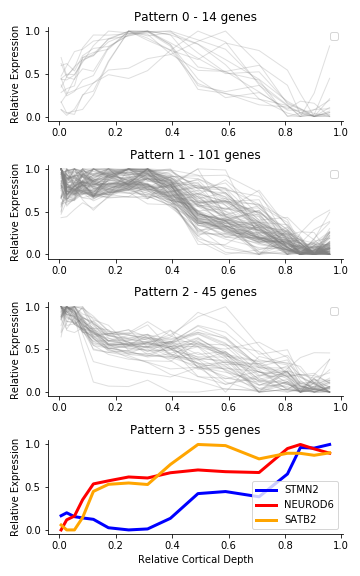 Pattern 0 - 14 genes
Relative Expression
1.0
0.5
0.0
0.0 0.2 0.4 0.6 0.8 1.0
Pattern 1 - 101 genes
Relative Expression
1.0
0.5
0.0
0.0 0.2 0.4 0.6 0.8 1.0
Pattern 2 - 45 genes
Relative Expression
1.0
0.5
0.0
0.0 0.2 0.4 0.6 0.8 1.0
Pattern 3 - 555 genes
Relative Expression
1.0
0.5
0.0
STMN2
NEUROD6
SATB2
0.0 0.2 0.4 0.6 0.8 1.0
Relative Cortical Depth